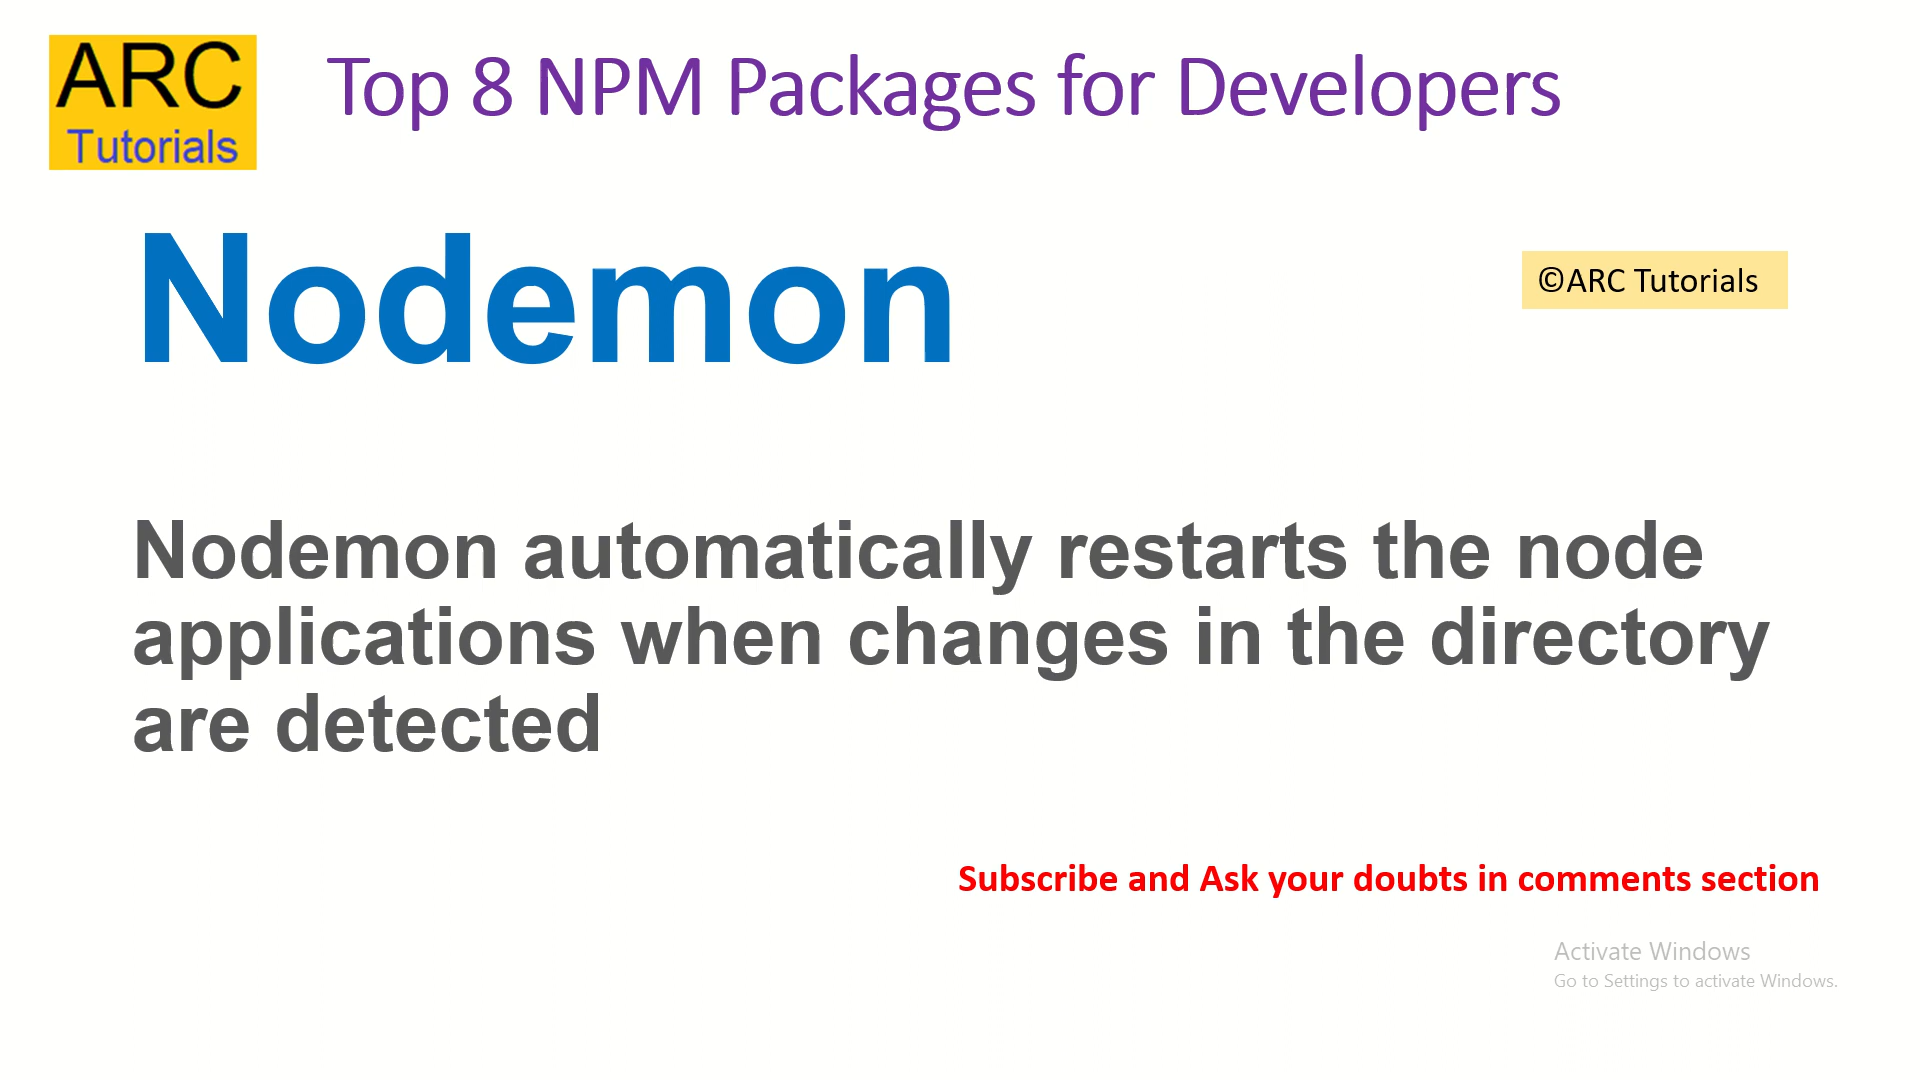 ARC
Tutorials
Top 8 NPM Packages for Developers
Nodemon
©ARC Tutorials
Nodemon automatically restarts the node
applications when changes in the directory
are detected
Subscribe and Ask your doubts in comments section
Activate Windows
Go to Settings to activate Windows.